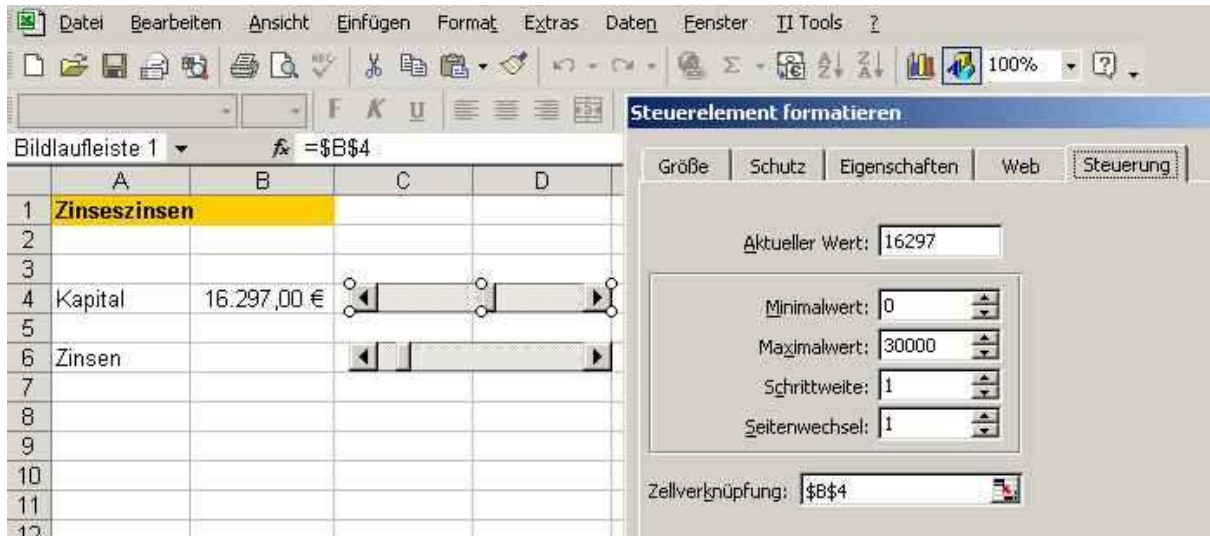 Datei Bearbeiten Ansicht Einfügen Format Extras Daten Fenster TI Tools ?
100%
F K U
Bildlaufleiste 1 fx =$B$4
A B C D
1 Zinseszinsen
2
3
4 Kapital 16.297,00 €
5
6 Zinsen
7
8
9
10
11
12
Steuerelement formatieren
Größe Schutz Eigenschaften Web Steuerung
Aktueller Wert: 16297
Minimalwert: 0
Maximalwert: 30000
Schrittweite: 1
Seitenwechsel: 1
Zellverknüpfung: $B$4